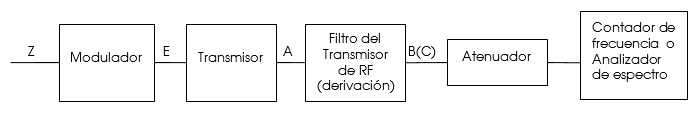 Z
Modulador
E
Transmisor
A
Filtro del
Transmisor
de RF
(derivación)
B(C)
Atenuador
Contador de
frecuencia o
Analizador
de espectro